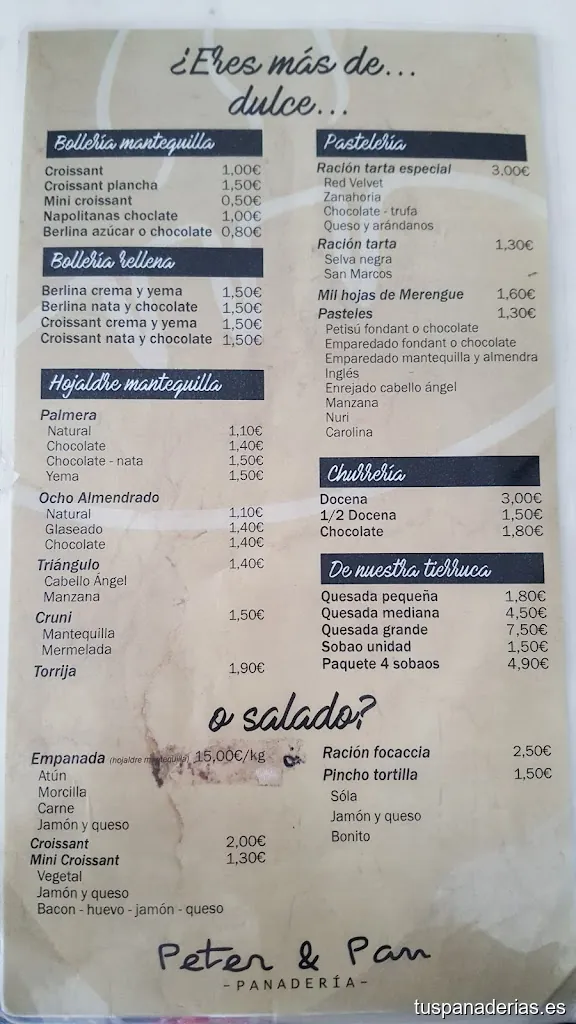 ¿Eres más de...
dulce...
Bollería mantequilla
Croissant 1,00€
Croissant plancha 1,50€
Mini croissant 0,50€
Napolitanas choclate 1,00€
Berlina azúcar o chocolate 0,80€
Bollería rellena
Berlina crema y yema 1,50€
Berlina nata y chocolate 1,50€
Croissant crema y yema 1,50€
Croissant nata y chocolate 1,50€
Hojaldre mantequilla
Palmera
Natural 1,10€
Chocolate 1,40€
Chocolate - nata 1,50€
Yema 1,50€
Ocho Almendrado
Natural 1,10€
Glaseado 1,40€
Chocolate 1,40€
Triángulo 1,40€
Cabello Ángel
Manzana
Cruni 1,50€
Mantequilla
Mermelada
Torrija 1,90€
Pastelería
Ración tarta especial 3,00€
Red Velvet
Zanahoria
Chocolate - trufa
Queso y arándanos
Ración tarta 1,30€
Selva negra
San Marcos
Mil hojas de Merengue 1,60€
Pasteles 1,30€
Petisú fondant o chocolate
Emparedado fondant o chocolate
Emparedado mantequilla y almendra
Inglés
Enrejado cabello ángel
Manzana
Nuri
Carolina
Churrería
Docena 3,00€
1/2 Docena 1,50€
Chocolate 1,80€
De nuestra tierruca
Quesada pequeña 1,80€
Quesada mediana 4,50€
Quesada grande 7,50€
Sobao unidad 1,50€
Paquete 4 sobaos 4,90€
o salado?
Empanada (hojaldre mantequilla) 15,00€/kg
Atún
Morcilla
Carne
Jamón y queso
Croissant 2,00€
Mini Croissant 1,30€
Vegetal
Jamón y queso
Bacon - huevo - jamón - queso
Ración focaccia 2,50€
Pincho tortilla 1,50€
Sóla
Jamón y queso
Bonito
Peter & Pan
- PANADERÍA -
tuspanaderias.es